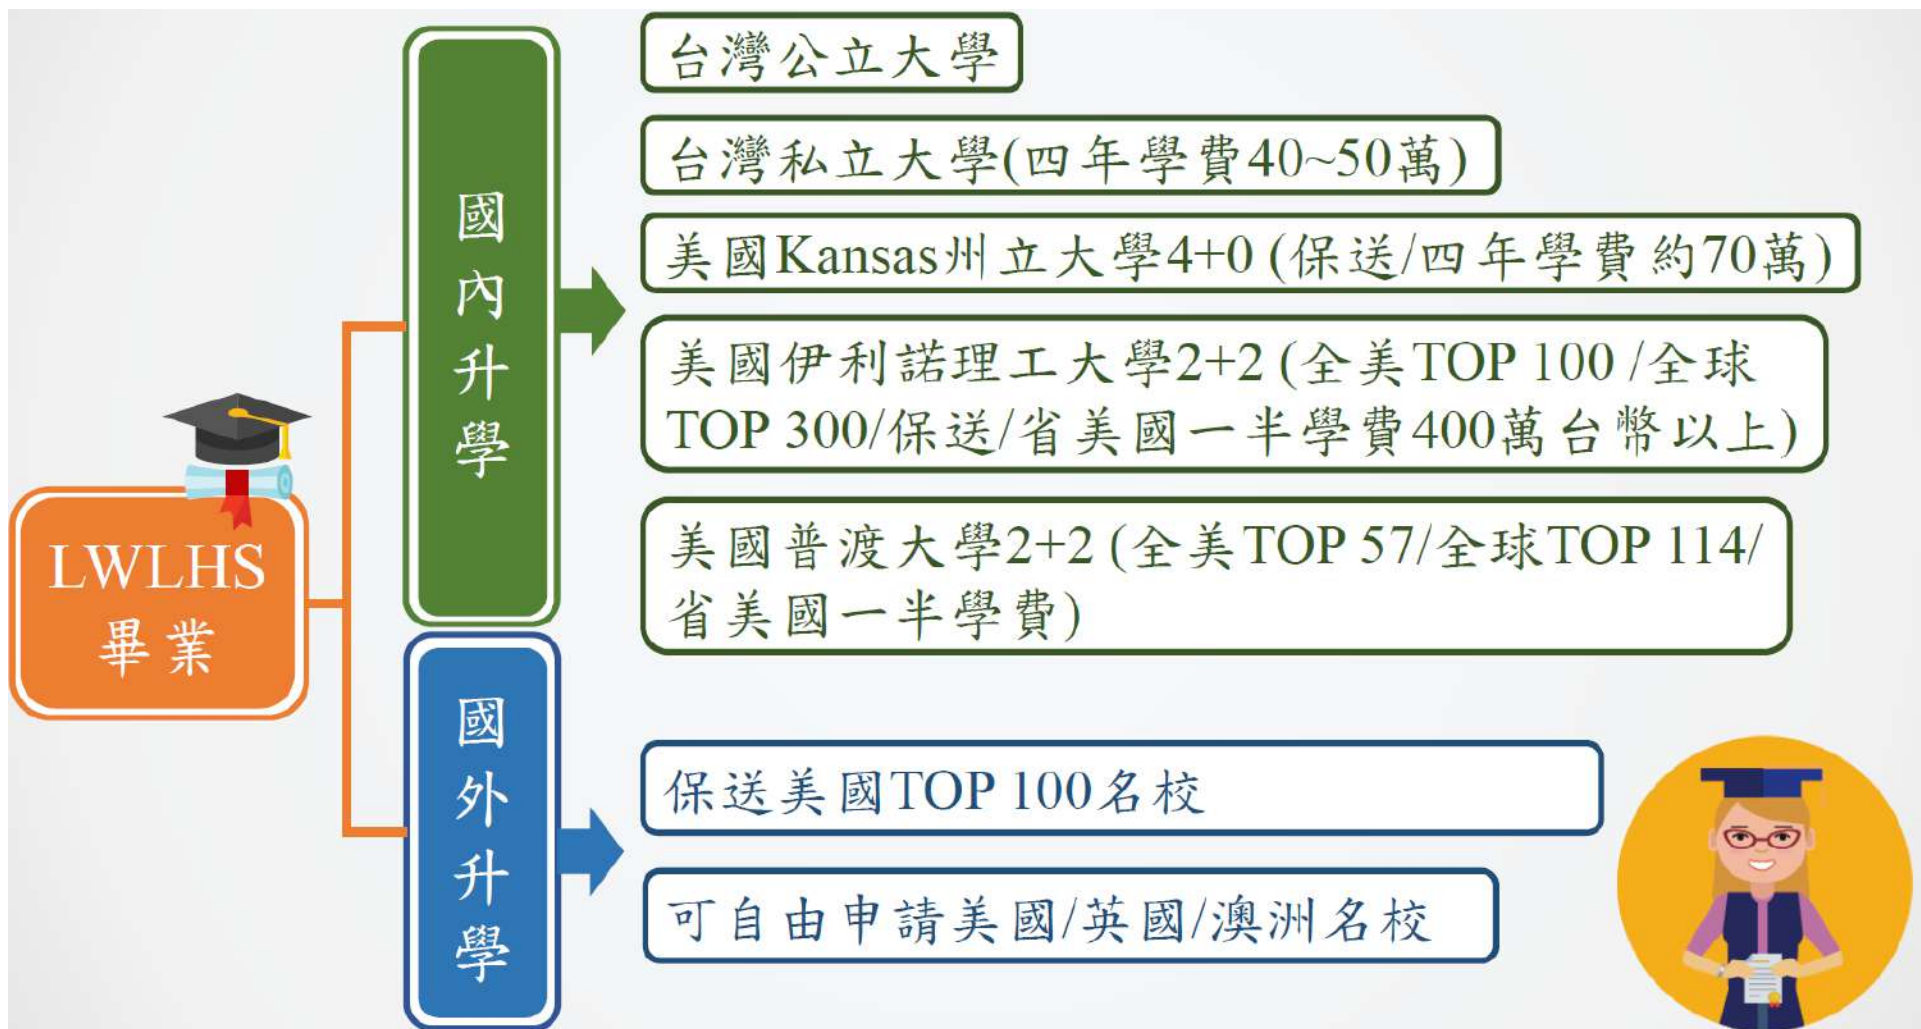 LWLHS
畢業
國內升學
台灣公立大學
台灣私立大學(四年學費40~50萬)
美國Kansas州立大學4+0 (保送/四年學費約70萬)
美國伊利諾理工大學2+2 (全美TOP 100 /全球
TOP 300/保送/省美國一半學費400萬台幣以上)
美國普渡大學2+2 (全美TOP 57/全球TOP 114/
省美國一半學費)
國外升學
保送美國TOP 100名校
可自由申請美國/英國/澳洲名校